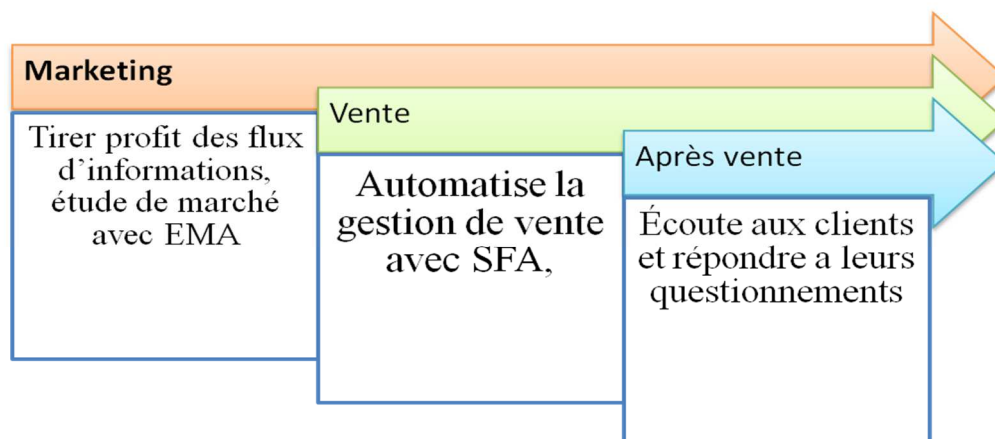 Marketing
Tirer profit des flux
d’informations,
étude de marché
avec EMA
Vente
Automatise la
gestion de vente
avec SFA,
Après vente
Écoute aux clients
et répondre a leurs
questionnements